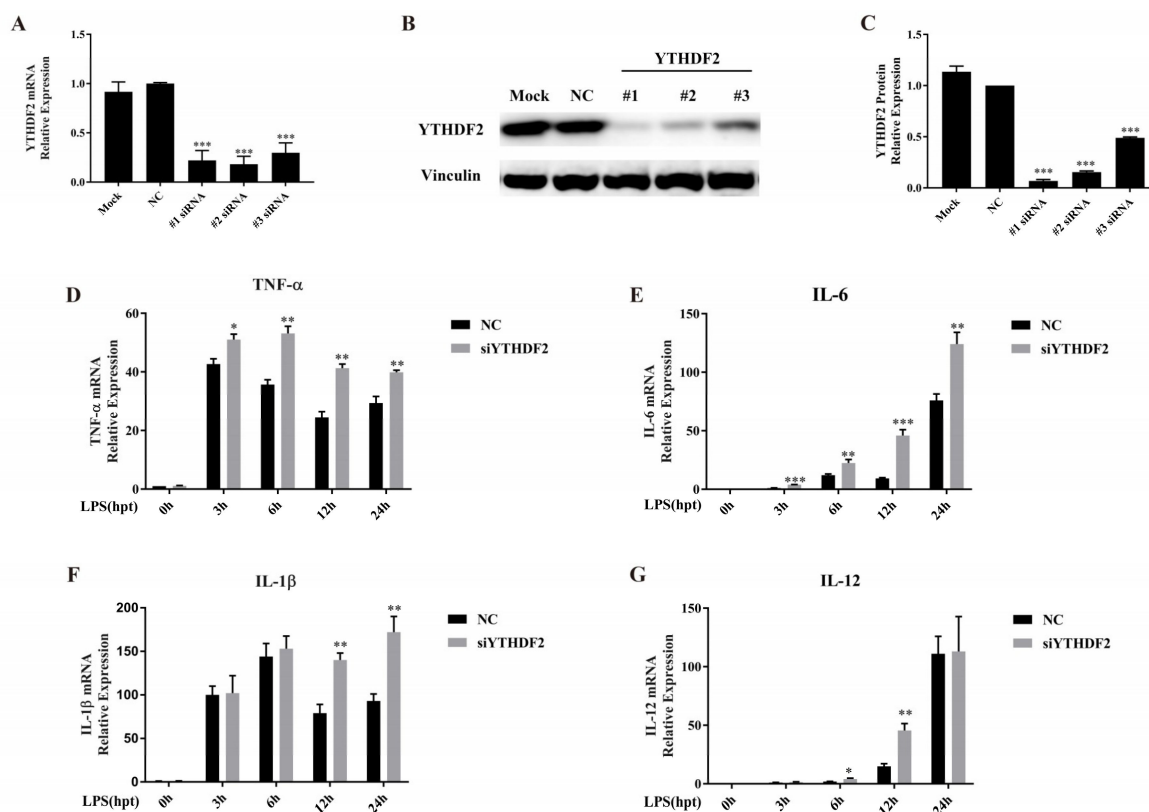 A
YTHDF2 mRNA
Relative Expression
1.5
1.0
0.5
0.0
Mock
NC
#1 siRNA
#2 siRNA
#3 siRNA
***
***
***
B
YTHDF2
Mock NC #1 #2 #3
YTHDF2
Vinculin
C
YTHDF2 Protein
Relative Expression
1.5
1.0
0.5
0.0
Mock
NC
#1 siRNA
#2 siRNA
#3 siRNA
***
***
***
D
TNF-α
TNF-α mRNA
Relative Expression
60
40
20
0
* ** ** **
NC
siYTHDF2
LPS(hpt) 0h 3h 6h 12h 24h
E
IL-6
IL-6 mRNA
Relative Expression
150
100
50
0
*** ** *** **
NC
siYTHDF2
LPS(hpt) 0h 3h 6h 12h 24h
F
IL-1β
IL-1β mRNA
Relative Expression
200
150
100
50
0
** **
NC
siYTHDF2
LPS(hpt) 0h 3h 6h 12h 24h
G
IL-12
IL-12 mRNA
Relative Expression
150
100
50
0
* **
NC
siYTHDF2
LPS(hpt) 0h 3h 6h 12h 24h